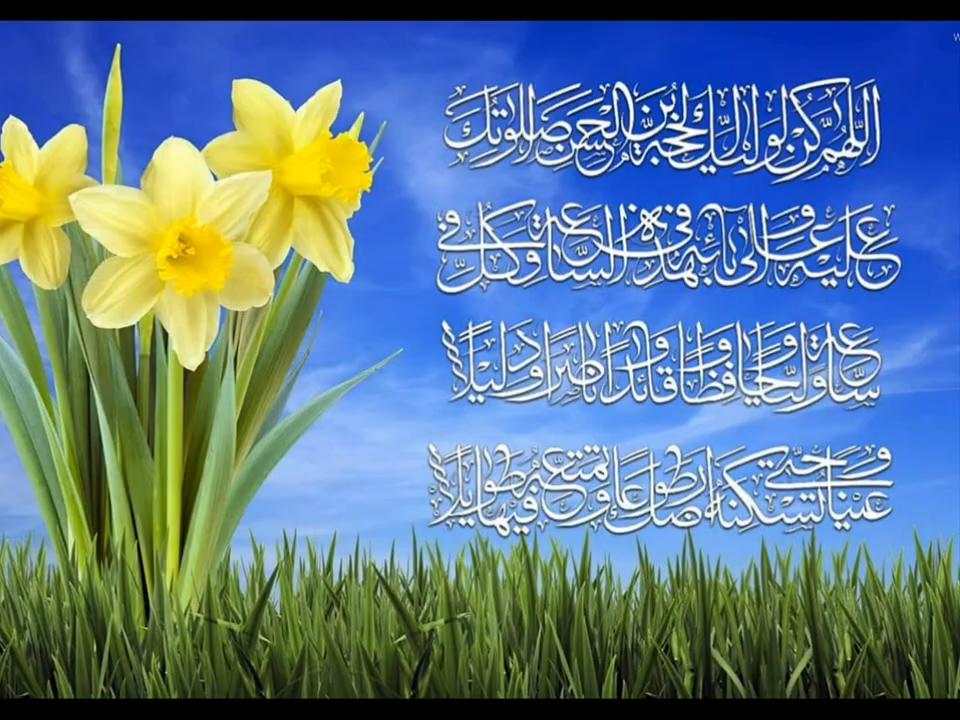 اللهم كن لوليك الحجة بن الحسن صلواتك
عليه وعلى آبائه في هذه الساعة وفي كل
ساعة ولياً وحافظاً وقائداً وناصراً ودليلاً
وعيناً حتى تسكنه أرضك طوعاً وتمتعه فيها طويلاً